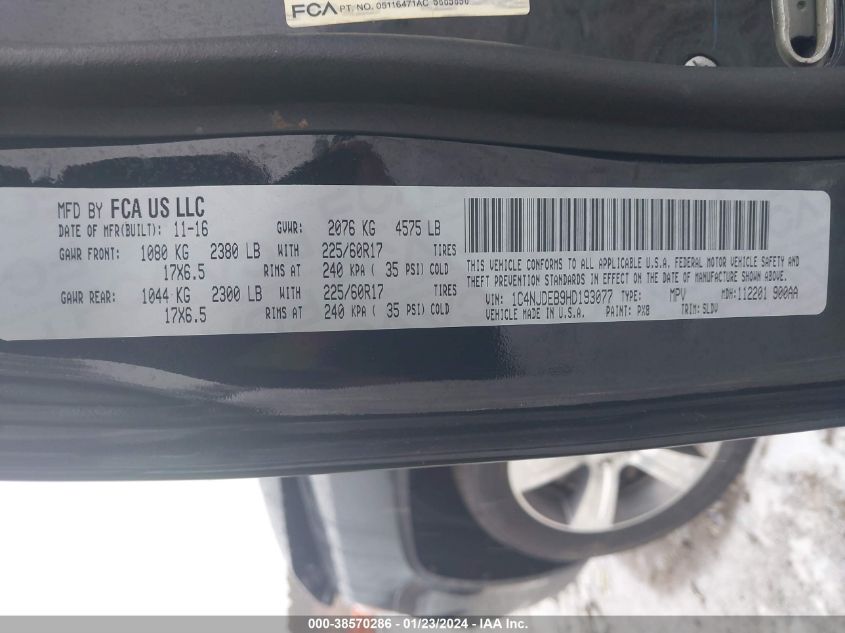 FCA PT. NO. 05116471AC
MFD BY FCA US LLC
DATE OF MFR(BUILT): 11-16 GVWR: 2076 KG 4575 LB
GAWR FRONT: 1080 KG 2380 LB WITH 225/60R17 TIRES
17X6.5 RIMS AT 240 KPA ( 35 PSI) COLD
GAWR REAR: 1044 KG 2300 LB WITH 225/60R17 TIRES
17X6.5 RIMS AT 240 KPA ( 35 PSI) COLD
THIS VEHICLE CONFORMS TO ALL APPLICABLE U.S.A. FEDERAL MOTOR VEHICLE SAFETY AND
THEFT PREVENTION STANDARDS IN EFFECT ON THE DATE OF MANUFACTURE SHOWN ABOVE.
VIN: 1C4NJDEB9HD193077 TYPE: MPV MDH: 112201 900AA
VEHICLE MADE IN U.S.A. PAINT: PX8 TRIM: SLDV
000-38570286 - 01/23/2024 - IAAI.com